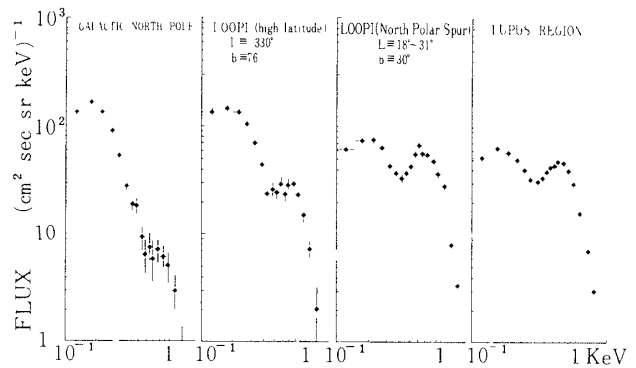 GALACTIC NORTH POLE
LOOPI (high latitude)
l ≅ 330°
b ≅ 76
LOOPI(North Polar Spur)
L ≅ 18°~31°
b ≅ 30°
LUPUS REGION
FLUX (cm² sec sr keV)⁻¹
10³
10²
10
1
10⁻¹ 1
10⁻¹ 1
10⁻¹ 1
10⁻¹ 1 KeV